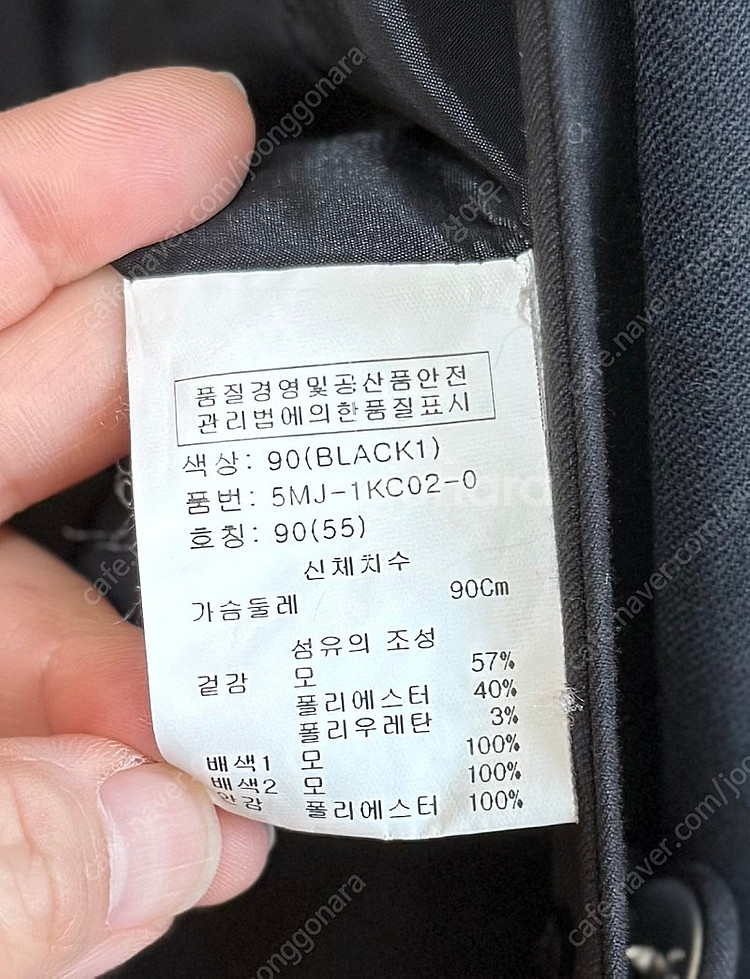 품질경영및공산품안전
관리법에의한품질표시
색상: 90(BLACK1)
품번: 5MJ-1KC02-0
호칭: 90(55)
신체치수
가슴둘레 90Cm
섬유의 조성
겉감 모 57%
폴리에스터 40%
폴리우레탄 3%
배색1 모 100%
배색2 모 100%
안감 폴리에스터 100%
cafe.naver.com/joonggonara